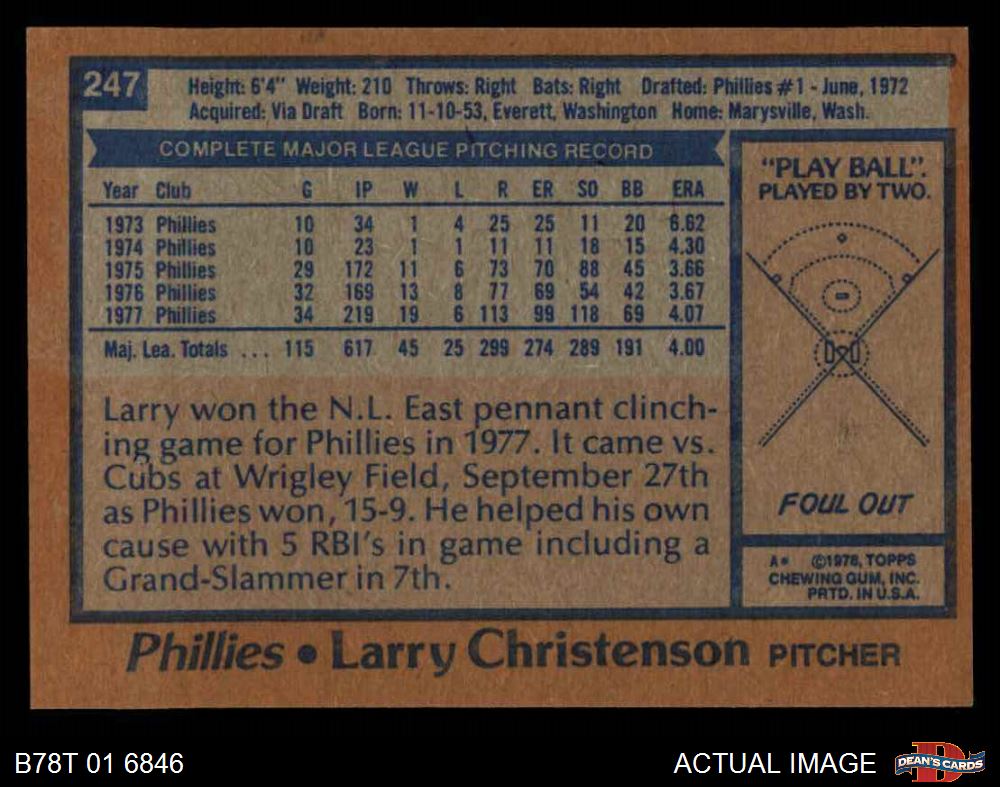 247
Height: 6'4" Weight: 210 Throws: Right Bats: Right Drafted: Phillies #1 - June, 1972
Acquired: Via Draft Born: 11-10-53, Everett, Washington Home: Marysville, Wash.
COMPLETE MAJOR LEAGUE PITCHING RECORD
Year Club G IP W L R ER SO BB ERA
1973 Phillies 10 34 1 4 25 25 11 20 6.62
1974 Phillies 10 23 1 1 11 11 18 15 4.30
1975 Phillies 29 172 11 6 73 70 88 45 3.66
1976 Phillies 32 169 13 8 77 69 54 42 3.67
1977 Phillies 34 219 19 6 113 99 118 69 4.07
Maj. Lea. Totals ... 115 617 45 25 299 274 289 191 4.00
Larry won the N.L. East pennant clinch-
ing game for Phillies in 1977. It came vs.
Cubs at Wrigley Field, September 27th
as Phillies won, 15-9. He helped his own
cause with 5 RBI's in game including a
Grand-Slammer in 7th.
"PLAY BALL".
PLAYED BY TWO.
FOUL OUT
A* ©1978, TOPPS
CHEWING GUM, INC.
PRTD. IN U.S.A.
Phillies • Larry Christenson PITCHER
B78T 01 6846
ACTUAL IMAGE
DEAN'S CARDS